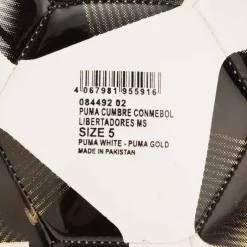 4 067981 955916
084492 02
PUMA CUMBRE CONMEBOL
LIBERTADORES MS
SIZE 5
PUMA WHITE - PUMA GOLD
MADE IN PAKISTAN